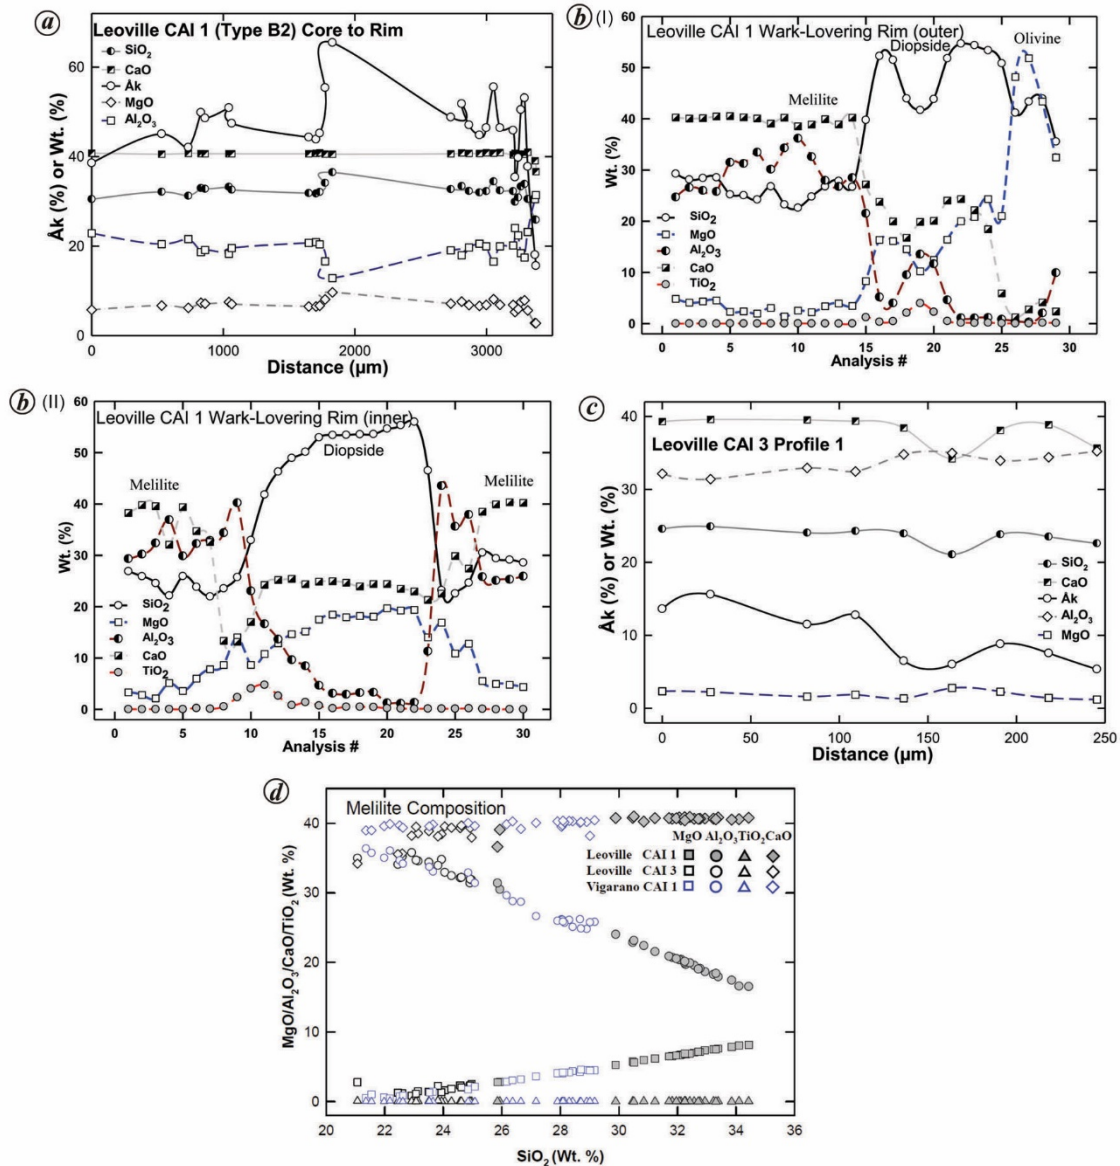 a
Leoville CAI 1 (Type B2) Core to Rim
SiO₂
CaO
Åk
MgO
Al₂O₃
Åk (%) or Wt. (%)
60
40
20
0
0 1000 2000 3000
Distance (µm)
b (I)
Leoville CAI 1 Wark-Lovering Rim (outer)
Diopside
Olivine
Melilite
SiO₂
MgO
Al₂O₃
CaO
TiO₂
Wt. (%)
60
50
40
30
20
10
0
0 5 10 15 20 25 30
Analysis #
b (II)
Leoville CAI 1 Wark-Lovering Rim (inner)
Diopside
Melilite
Melilite
SiO₂
MgO
Al₂O₃
CaO
TiO₂
Wt. (%)
60
50
40
30
20
10
0
0 5 10 15 20 25 30
Analysis #
c
Leoville CAI 3 Profile 1
SiO₂
CaO
Åk
Al₂O₃
MgO
Åk (%) or Wt. (%)
40
30
20
10
0
0 50 100 150 200 250
Distance (µm)
d
Melilite Composition
MgO Al₂O₃TiO₂CaO
Leoville CAI 1
Leoville CAI 3
Vigarano CAI 1
MgO/Al₂O₃/CaO/TiO₂ (Wt. %)
40
30
20
10
0
20 22 24 26 28 30 32 34 36
SiO₂ (Wt. %)